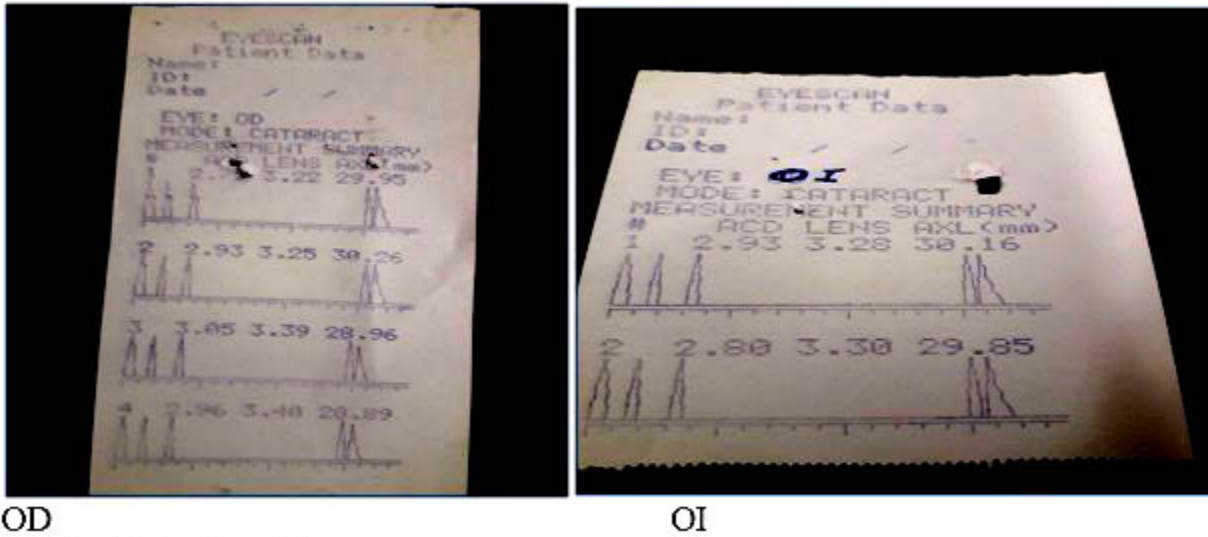 EYESCAN
Patient Data
Name:
ID:
Date / /
EYE: OD
MODE: CATARACT
MEASUREMENT SUMMARY
# LENS AXL(mm)
1 3.22 29.95
2 2.93 3.25 30.26
3 3.05 3.39 28.96
4 2.96 3.40 28.89
OD
EYESCAN
Patient Data
Name:
ID:
Date / /
EYE: OI
MODE: CATARACT
MEASUREMENT SUMMARY
# ACD LENS AXL(mm)
1 2.93 3.28 30.16
2 2.80 3.30 29.85
OI